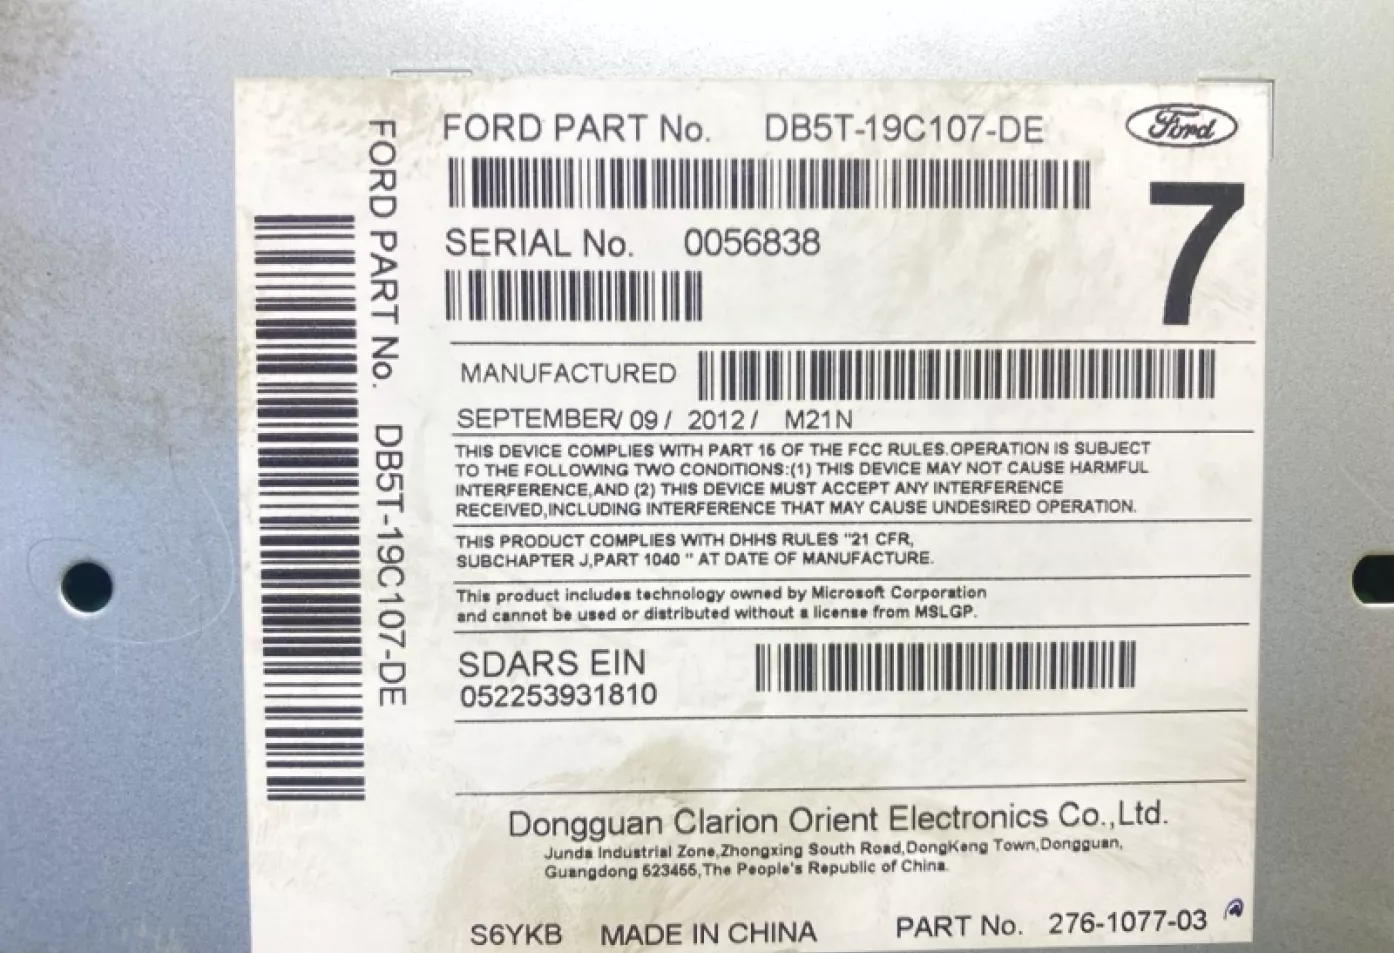 FORD PART No. DB5T-19C107-DE
Ford
7
SERIAL No. 0056838
FORD PART No. DB5T-19C107-DE
MANUFACTURED
SEPTEMBER/ 09 / 2012 / M21N
THIS DEVICE COMPLIES WITH PART 15 OF THE FCC RULES.OPERATION IS SUBJECT
TO THE FOLLOWING TWO CONDITIONS:(1) THIS DEVICE MAY NOT CAUSE HARMFUL
INTERFERENCE,AND (2) THIS DEVICE MUST ACCEPT ANY INTERFERENCE
RECEIVED,INCLUDING INTERFERENCE THAT MAY CAUSE UNDESIRED OPERATION.
THIS PRODUCT COMPLIES WITH DHHS RULES "21 CFR,
SUBCHAPTER J,PART 1040 " AT DATE OF MANUFACTURE.
This product includes technology owned by Microsoft Corporation
and cannot be used or distributed without a license from MSLGP.
SDARS EIN
052253931810
Dongguan Clarion Orient Electronics Co.,Ltd.
Junda Industrial Zone,Zhongxing South Road,DongKeng Town,Dongguan,
Guangdong 523455,The People's Republic of China.
S6YKB MADE IN CHINA PART No. 276-1077-03